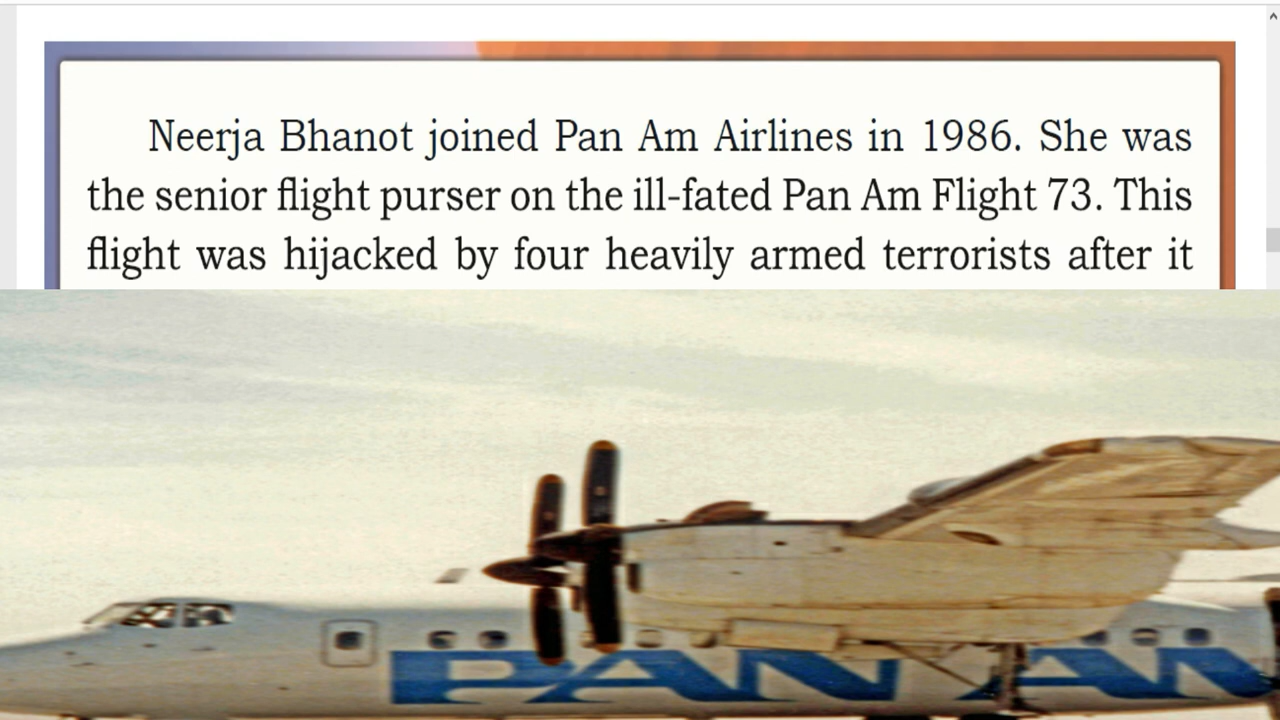 Neerja Bhanot joined Pan Am Airlines in 1986. She was
the senior flight purser on the ill-fated Pan Am Flight 73. This
flight was hijacked by four heavily armed terrorists after it
PAN AM